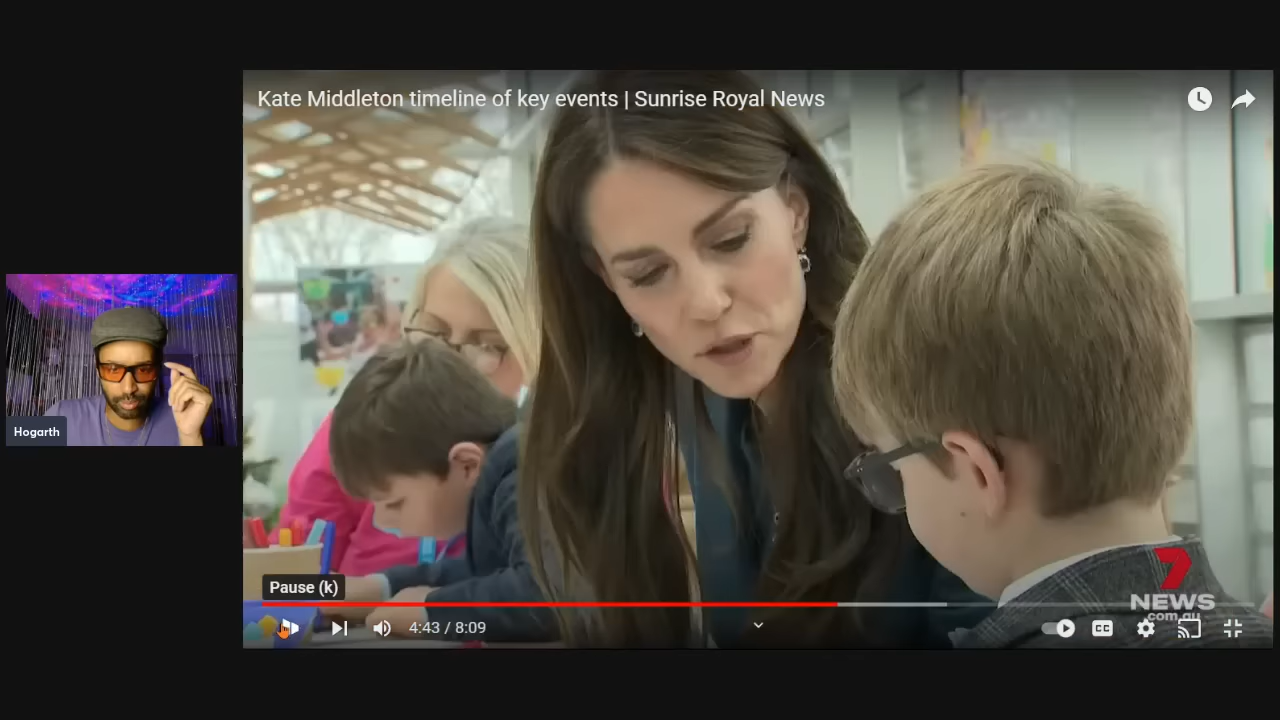 Kate Middleton timeline of key events | Sunrise Royal News
Hogarth
Pause (k)
4:43 / 8:09
CC
7
NEWS
.com.au